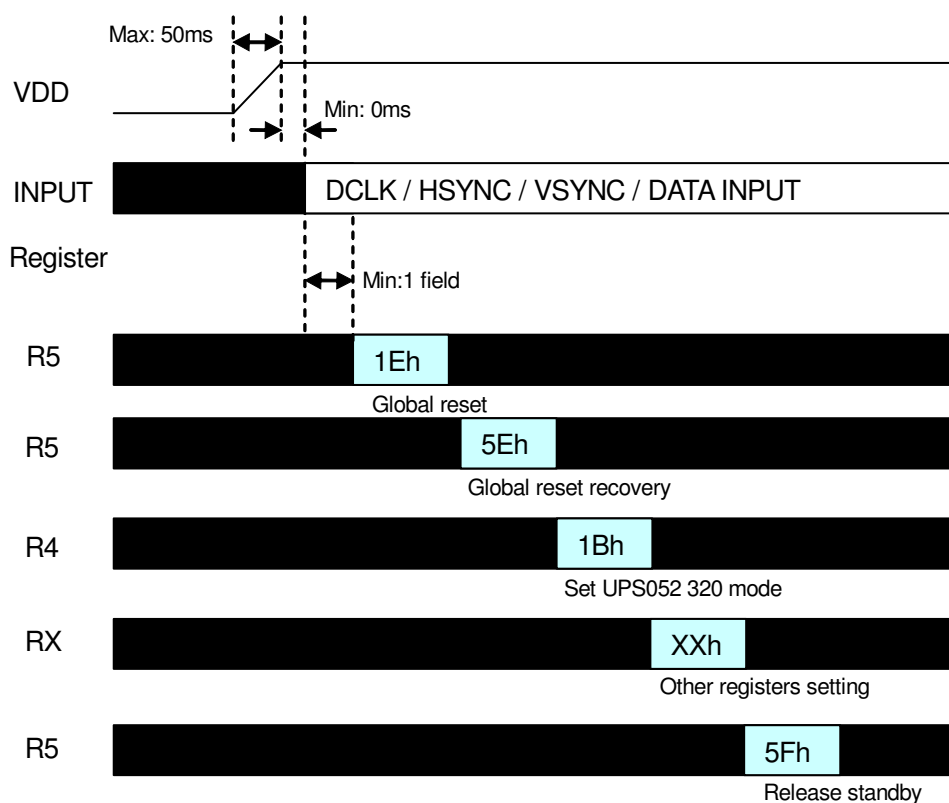 Max: 50ms
VDD
Min: 0ms
INPUT
DCLK / HSYNC / VSYNC / DATA INPUT
Register
Min:1 field
R5
1Eh
Global reset
R5
5Eh
Global reset recovery
R4
1Bh
Set UPS052 320 mode
RX
XXh
Other registers setting
R5
5Fh
Release standby